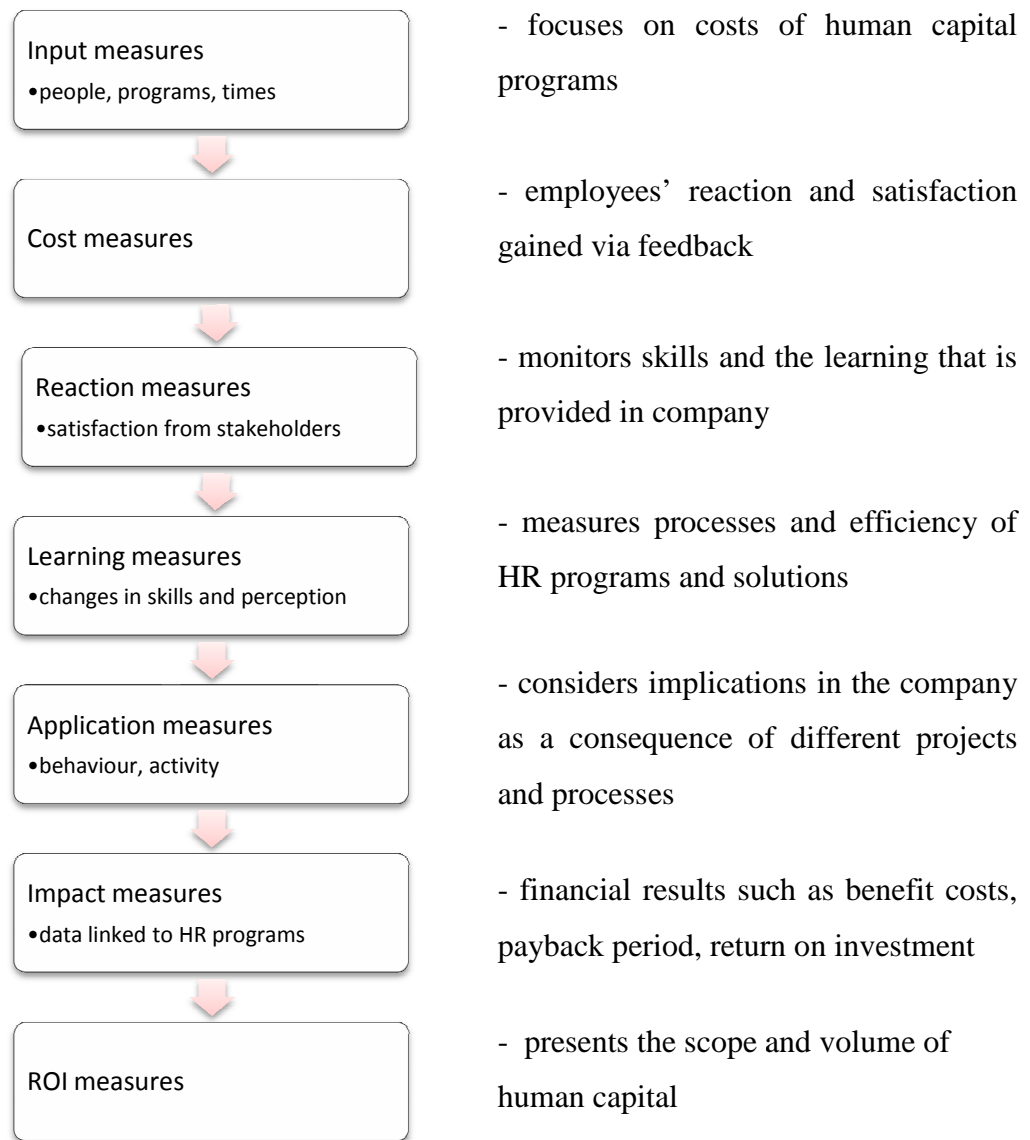 Input measures
•people, programs, times
- focuses on costs of human capital
programs
Cost measures
- employees’ reaction and satisfaction
gained via feedback
Reaction measures
•satisfaction from stakeholders
- monitors skills and the learning that is
provided in company
Learning measures
•changes in skills and perception
- measures processes and efficiency of
HR programs and solutions
Application measures
•behaviour, activity
- considers implications in the company
as a consequence of different projects
and processes
Impact measures
•data linked to HR programs
- financial results such as benefit costs,
payback period, return on investment
ROI measures
- presents the scope and volume of
human capital